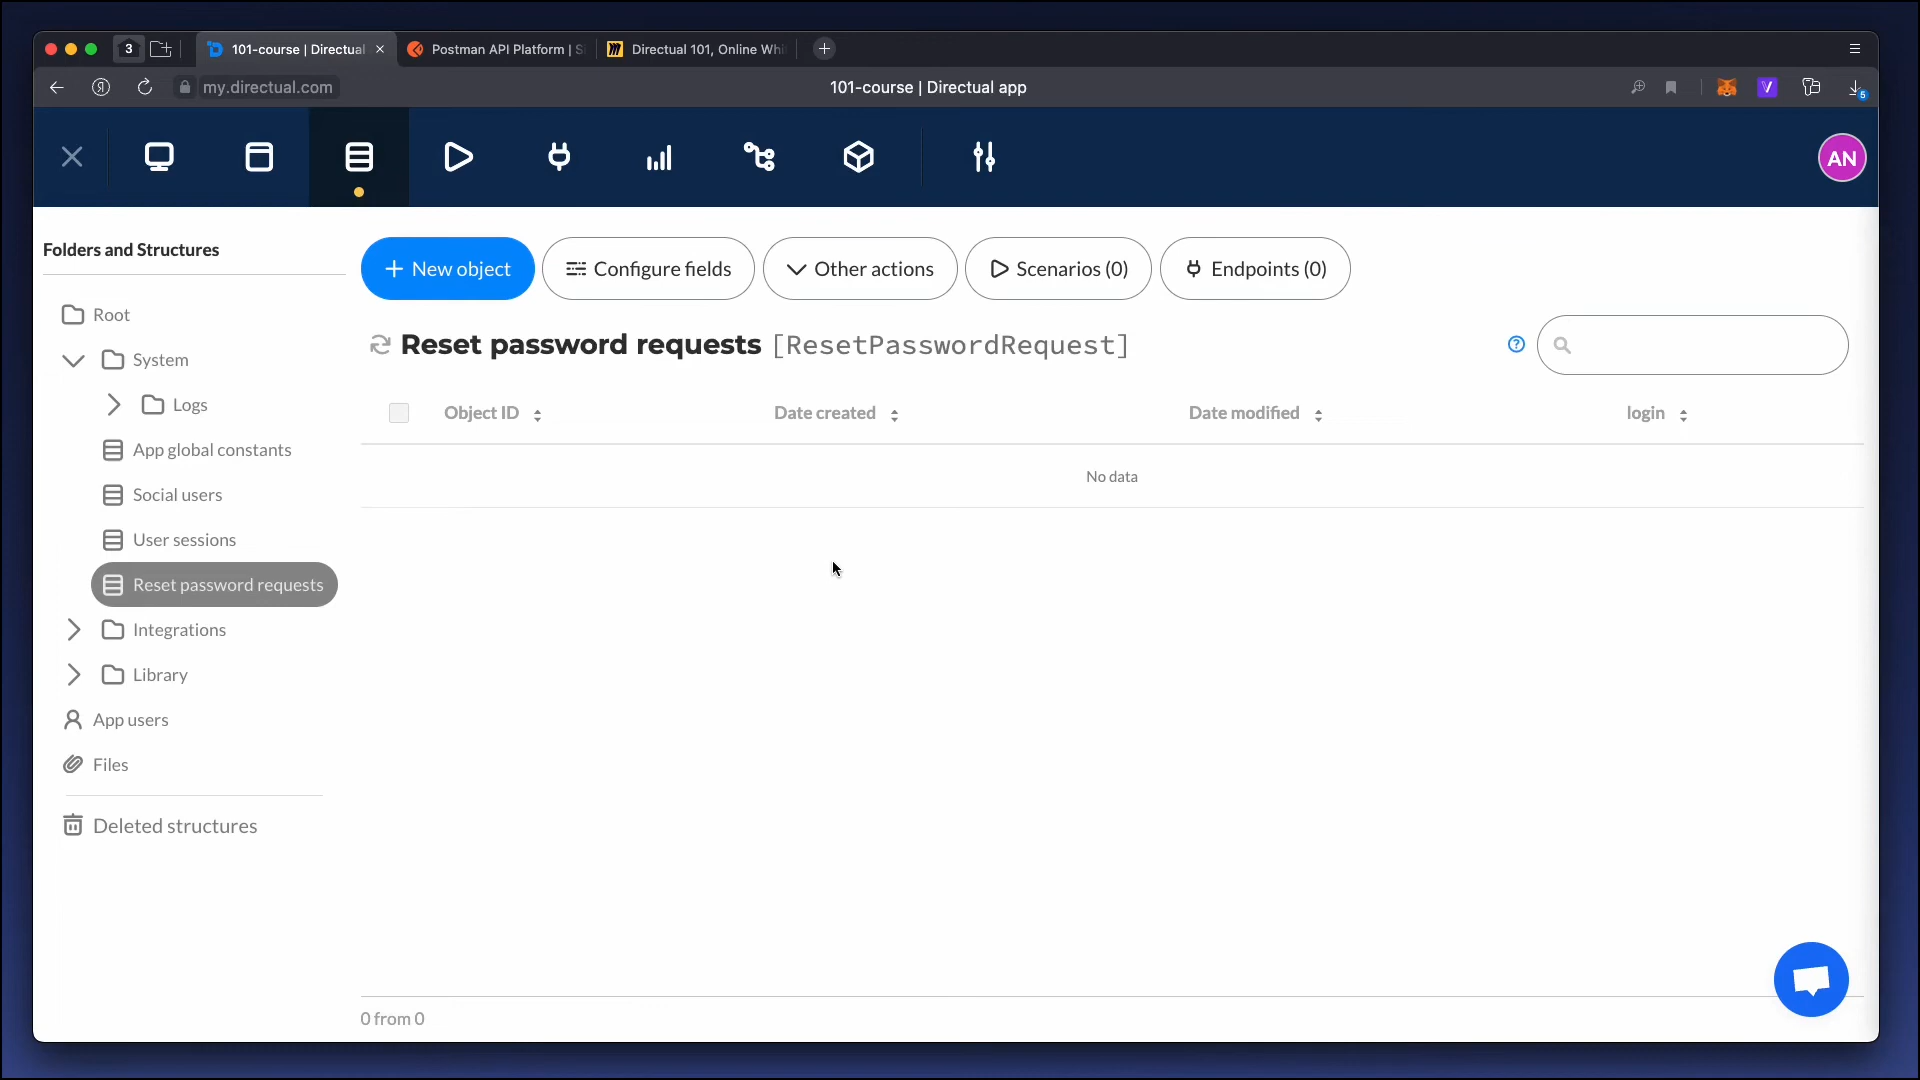 3
101-course | Directual
Postman API Platform | S
Directual 101, Online Whi
my.directual.com
101-course | Directual app
5
AN
Folders and Structures
Root
System
Logs
App global constants
Social users
User sessions
Reset password requests
Integrations
Library
App users
Files
Deleted structures
New object
Configure fields
Other actions
Scenarios (0)
Endpoints (0)
Reset password requests [ResetPasswordRequest]
Object ID
Date created
Date modified
login
No data
0 from 0